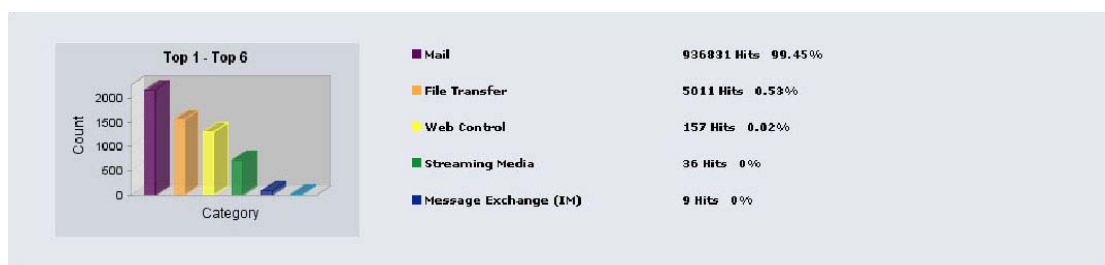 Top 1 - Top 6
2000
1500
1000
500
0
Count
Category
Mail 936831 Hits 99.45%
File Transfer 5011 Hits 0.53%
Web Control 157 Hits 0.02%
Streaming Media 36 Hits 0%
Message Exchange (IM) 9 Hits 0%